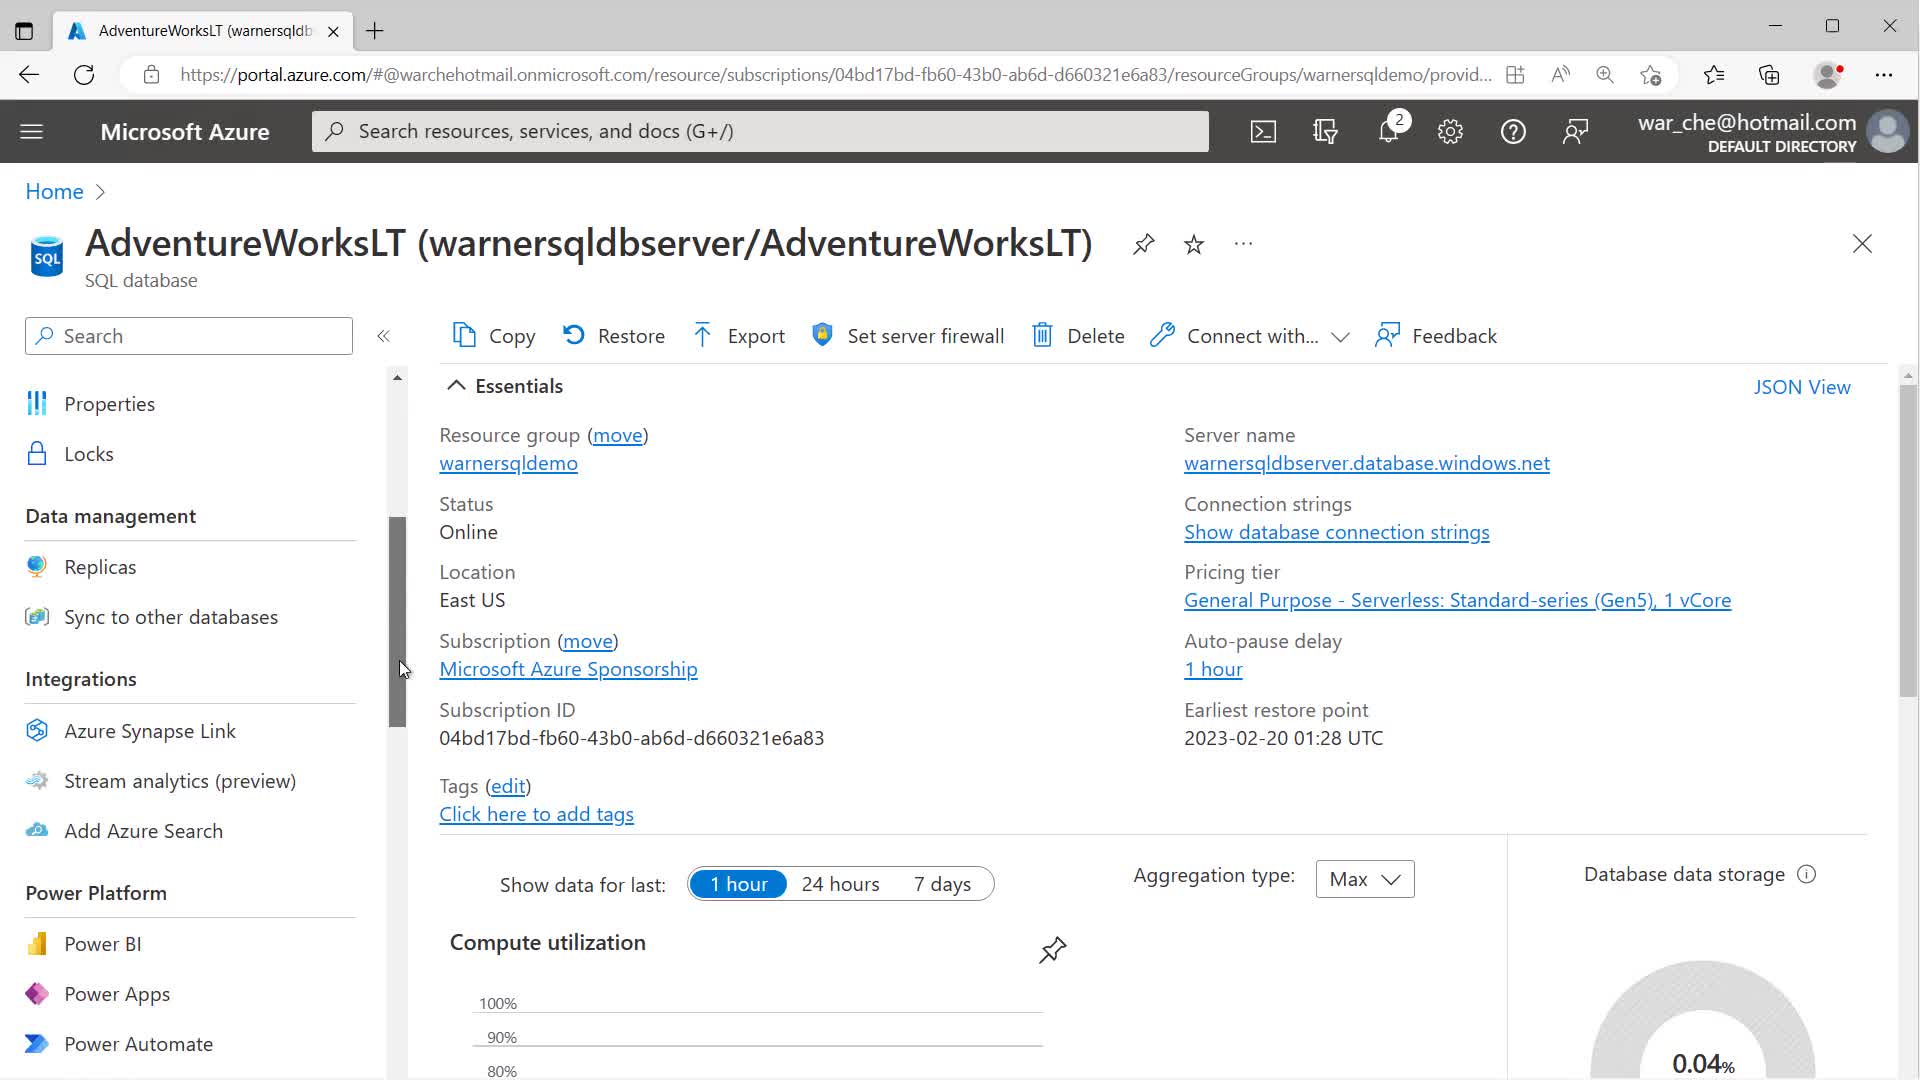 AdventureWorksLT (warnersqldb
https://portal.azure.com/#@warchehotmail.onmicrosoft.com/resource/subscriptions/04bd17bd-fb60-43b0-ab6d-d660321e6a83/resourceGroups/warnersqldemo/provid...
Microsoft Azure
Search resources, services, and docs (G+/)
2
war_che@hotmail.com
DEFAULT DIRECTORY
Home
AdventureWorksLT (warnersqldbserver/AdventureWorksLT)
SQL
SQL database
Search
Copy Restore Export Set server firewall Delete Connect with... Feedback
Properties
Locks
Data management
Replicas
Sync to other databases
Integrations
Azure Synapse Link
Stream analytics (preview)
Add Azure Search
Power Platform
Power BI
Power Apps
Power Automate
Essentials
JSON View
Resource group (move)
warnersqldemo
Status
Online
Location
East US
Subscription (move)
Microsoft Azure Sponsorship
Subscription ID
04bd17bd-fb60-43b0-ab6d-d660321e6a83
Tags (edit)
Click here to add tags
Server name
warnersqldbserver.database.windows.net
Connection strings
Show database connection strings
Pricing tier
General Purpose - Serverless: Standard-series (Gen5), 1 vCore
Auto-pause delay
1 hour
Earliest restore point
2023-02-20 01:28 UTC
Show data for last: 1 hour 24 hours 7 days
Aggregation type: Max
Compute utilization
100%
90%
80%
Database data storage
0.04%